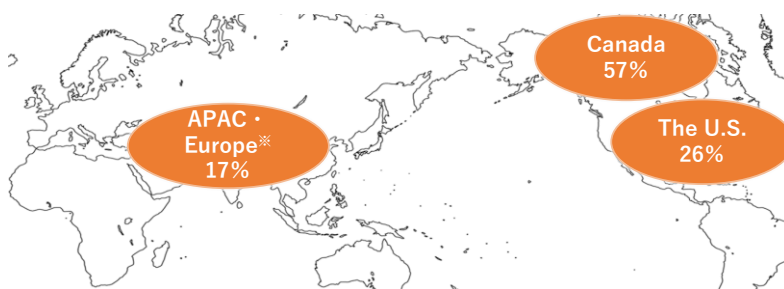 Canada
57%
APAC・
Europe※
17%
The U.S.
26%